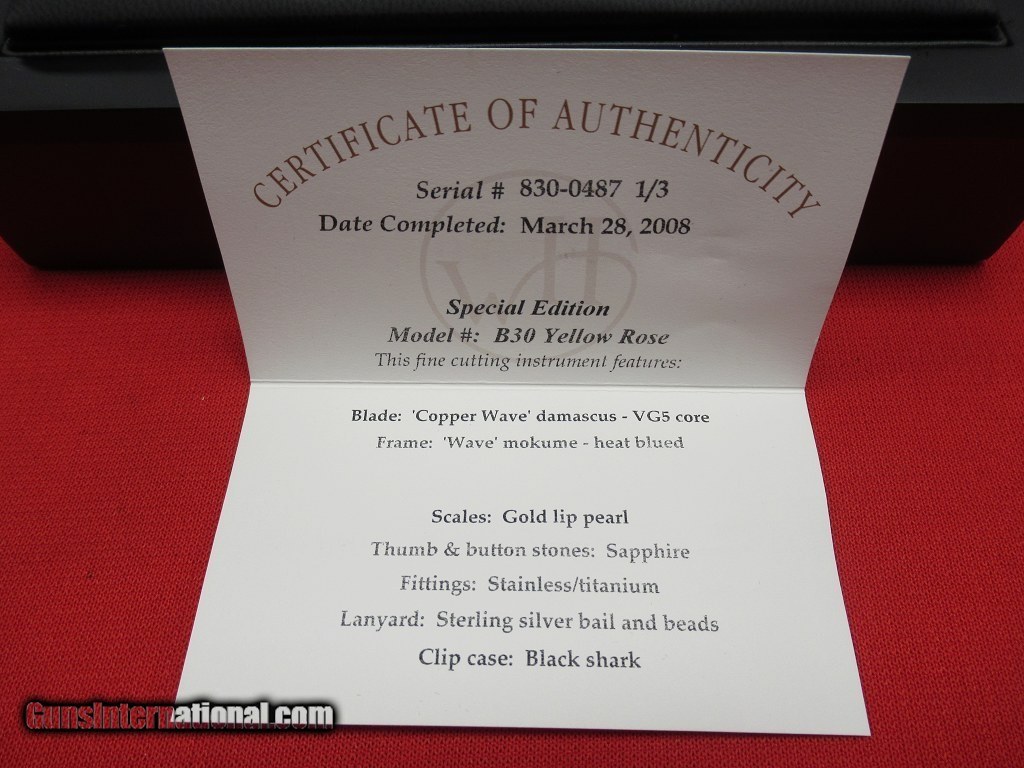 CERTIFICATE OF AUTHENTICITY
Serial # 830-0487 1/3
Date Completed: March 28, 2008
WH
Special Edition
Model #: B30 Yellow Rose
This fine cutting instrument features:
Blade: 'Copper Wave' damascus - VG5 core
Frame: 'Wave' mokume - heat blued
Scales: Gold lip pearl
Thumb & button stones: Sapphire
Fittings: Stainless/titanium
Lanyard: Sterling silver bail and beads
Clip case: Black shark
GunsInternational.com